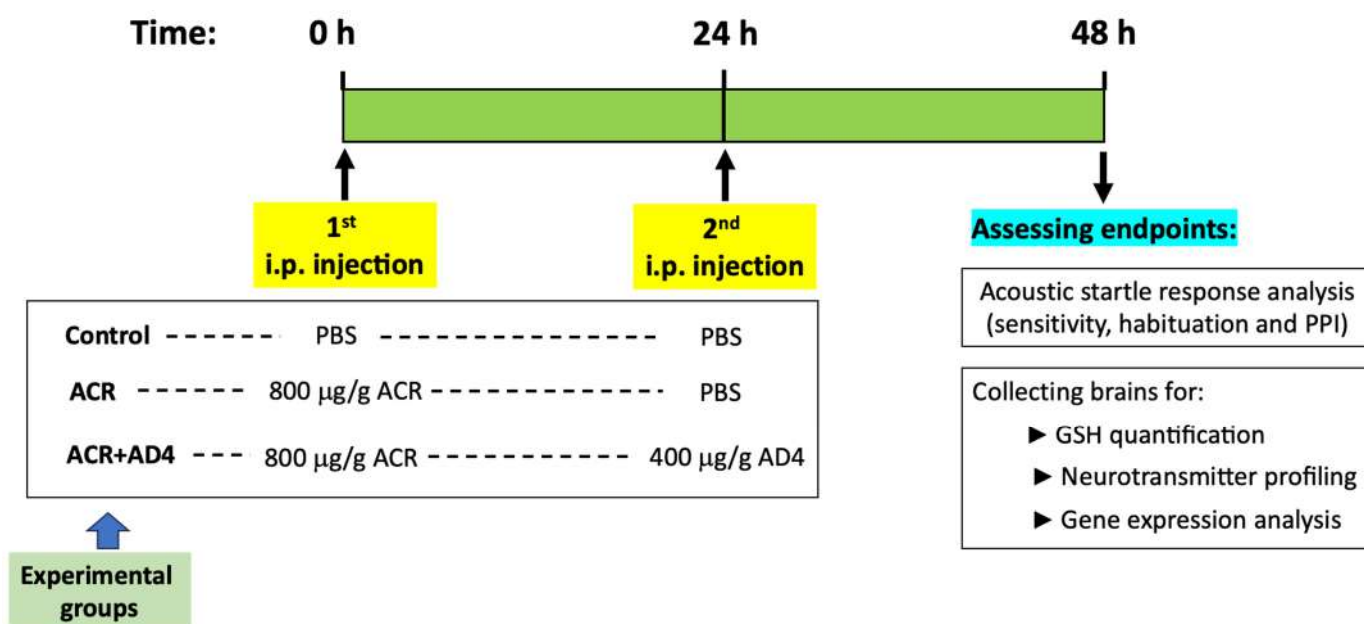 Time: 0 h 24 h 48 h
1st
i.p. injection
2nd
i.p. injection
Assessing endpoints:
Control PBS PBS
ACR 800 µg/g ACR PBS
ACR+AD4 800 µg/g ACR 400 µg/g AD4
Acoustic startle response analysis
(sensitivity, habituation and PPI)
Collecting brains for:
► GSH quantification
► Neurotransmitter profiling
► Gene expression analysis
Experimental
groups